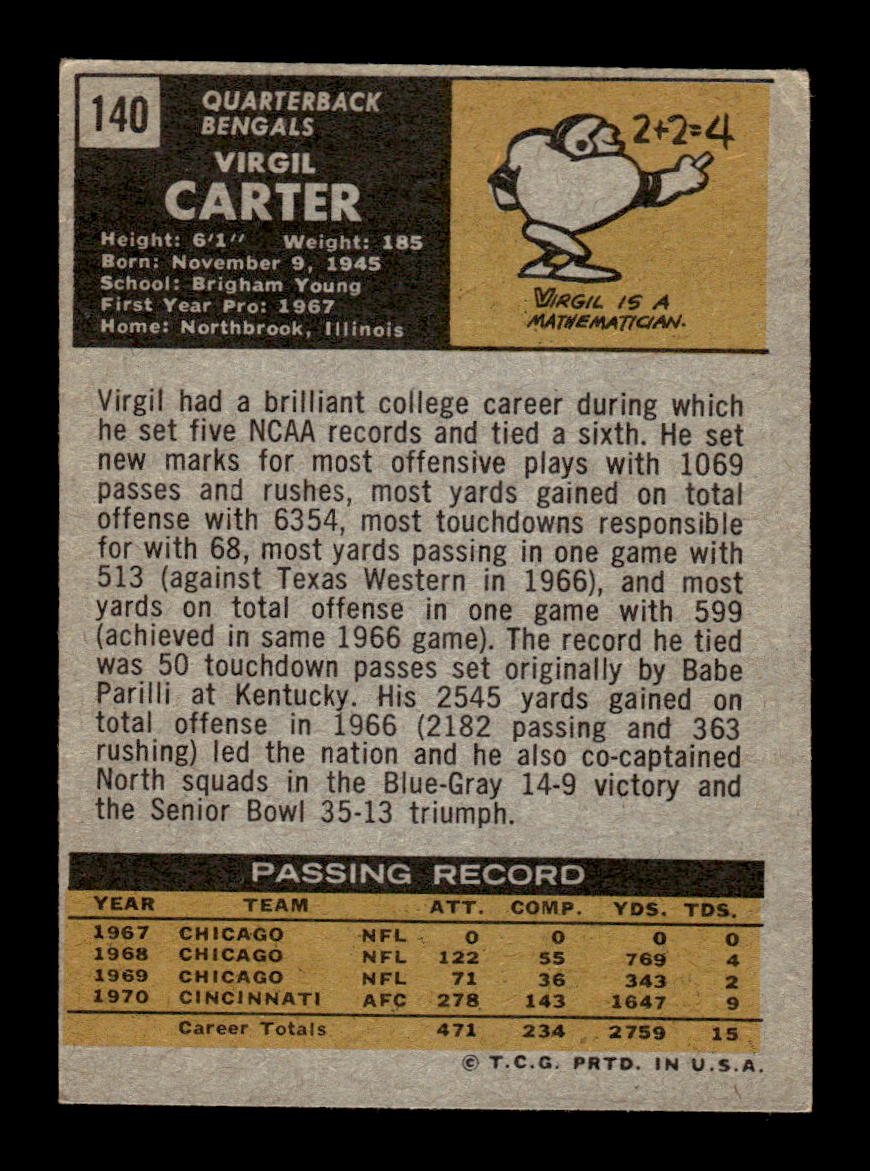 140
QUARTERBACK
BENGALS
VIRGIL
CARTER
Height: 6'1" Weight: 185
Born: November 9, 1945
School: Brigham Young
First Year Pro: 1967
Home: Northbrook, Illinois
2+2=4
VIRGIL IS A
MATHEMATICIAN.
Virgil had a brilliant college career during which
he set five NCAA records and tied a sixth. He set
new marks for most offensive plays with 1069
passes and rushes, most yards gained on total
offense with 6354, most touchdowns responsible
for with 68, most yards passing in one game with
513 (against Texas Western in 1966), and most
yards on total offense in one game with 599
(achieved in same 1966 game). The record he tied
was 50 touchdown passes set originally by Babe
Parilli at Kentucky. His 2545 yards gained on
total offense in 1966 (2182 passing and 363
rushing) led the nation and he also co-captained
North squads in the Blue-Gray 14-9 victory and
the Senior Bowl 35-13 triumph.
PASSING RECORD
YEAR TEAM ATT. COMP. YDS. TDS.
1967 CHICAGO NFL 0 0 0 0
1968 CHICAGO NFL 122 55 769 4
1969 CHICAGO NFL 71 36 343 2
1970 CINCINNATI AFC 278 143 1647 9
Career Totals 471 234 2759 15
© T.C.G. PRTD. IN U.S.A.